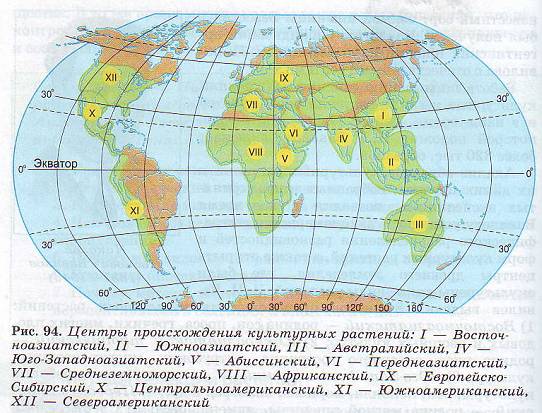 XII
IX
30°
30°
X
VII
I
VI
IV
VIII
V
II
Экватор
0°
0°
XI
III
30°
30°
60°
60°
120° 90° 60° 30° 0° 30° 60° 90° 120° 150° 180°
Рис. 94. Центры происхождения культурных растений: I — Восточ-
ноазиатский, II — Южноазиатский, III — Австралийский, IV —
Юго-Западноазиатский, V — Абиссинский, VI — Переднеазиатский,
VII — Среднеземноморский, VIII — Африканский, IX — Европейско-
Сибирский, X — Центральноамериканский, XI — Южноамериканский,
XII — Североамериканский